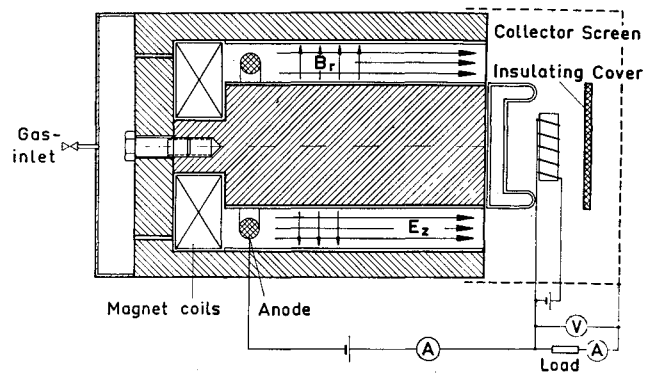 Collector Screen
Insulating Cover
B_r
Gas-
inlet
E_z
Magnet coils
Anode
V
A
A
Load